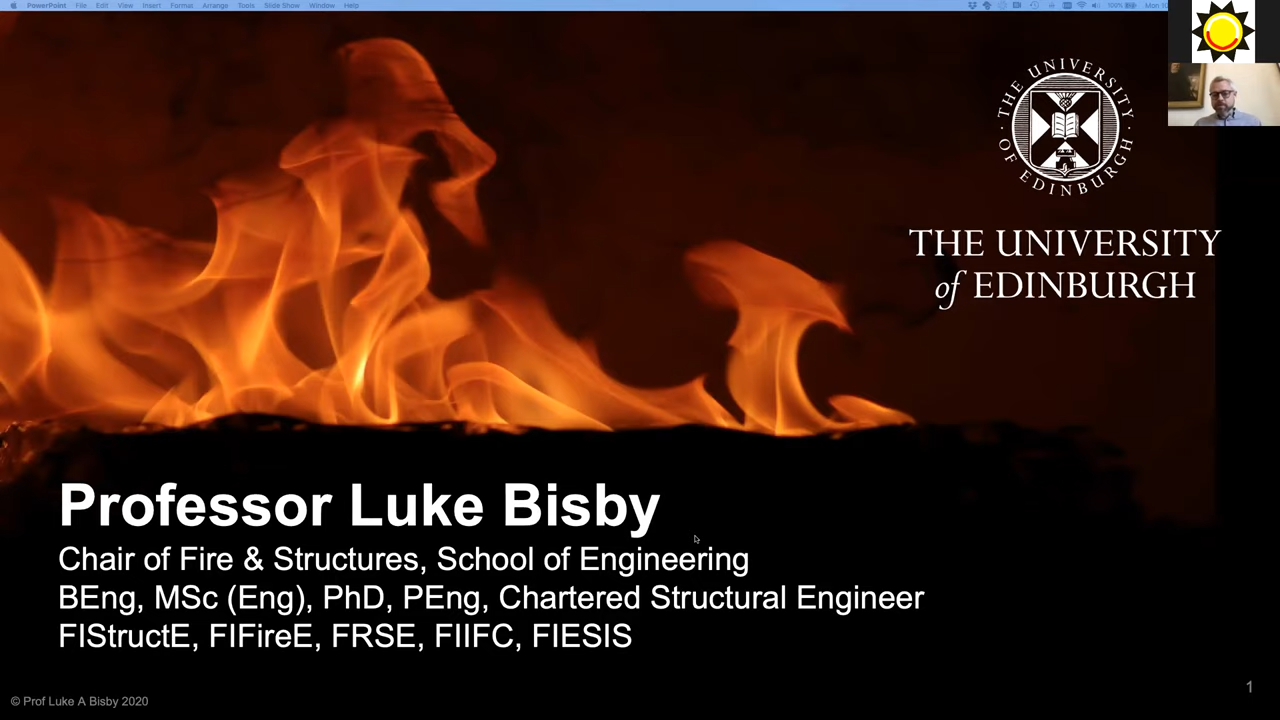 PowerPoint File Edit View Insert Format Arrange Tools Slide Show Window Help
100% Mon
THE UNIVERSITY OF EDINBURGH
THE UNIVERSITY
of EDINBURGH
Professor Luke Bisby
Chair of Fire & Structures, School of Engineering
BEng, MSc (Eng), PhD, PEng, Chartered Structural Engineer
FIStructE, FIFireE, FRSE, FIIFC, FIESIS
© Prof Luke A Bisby 2020
1